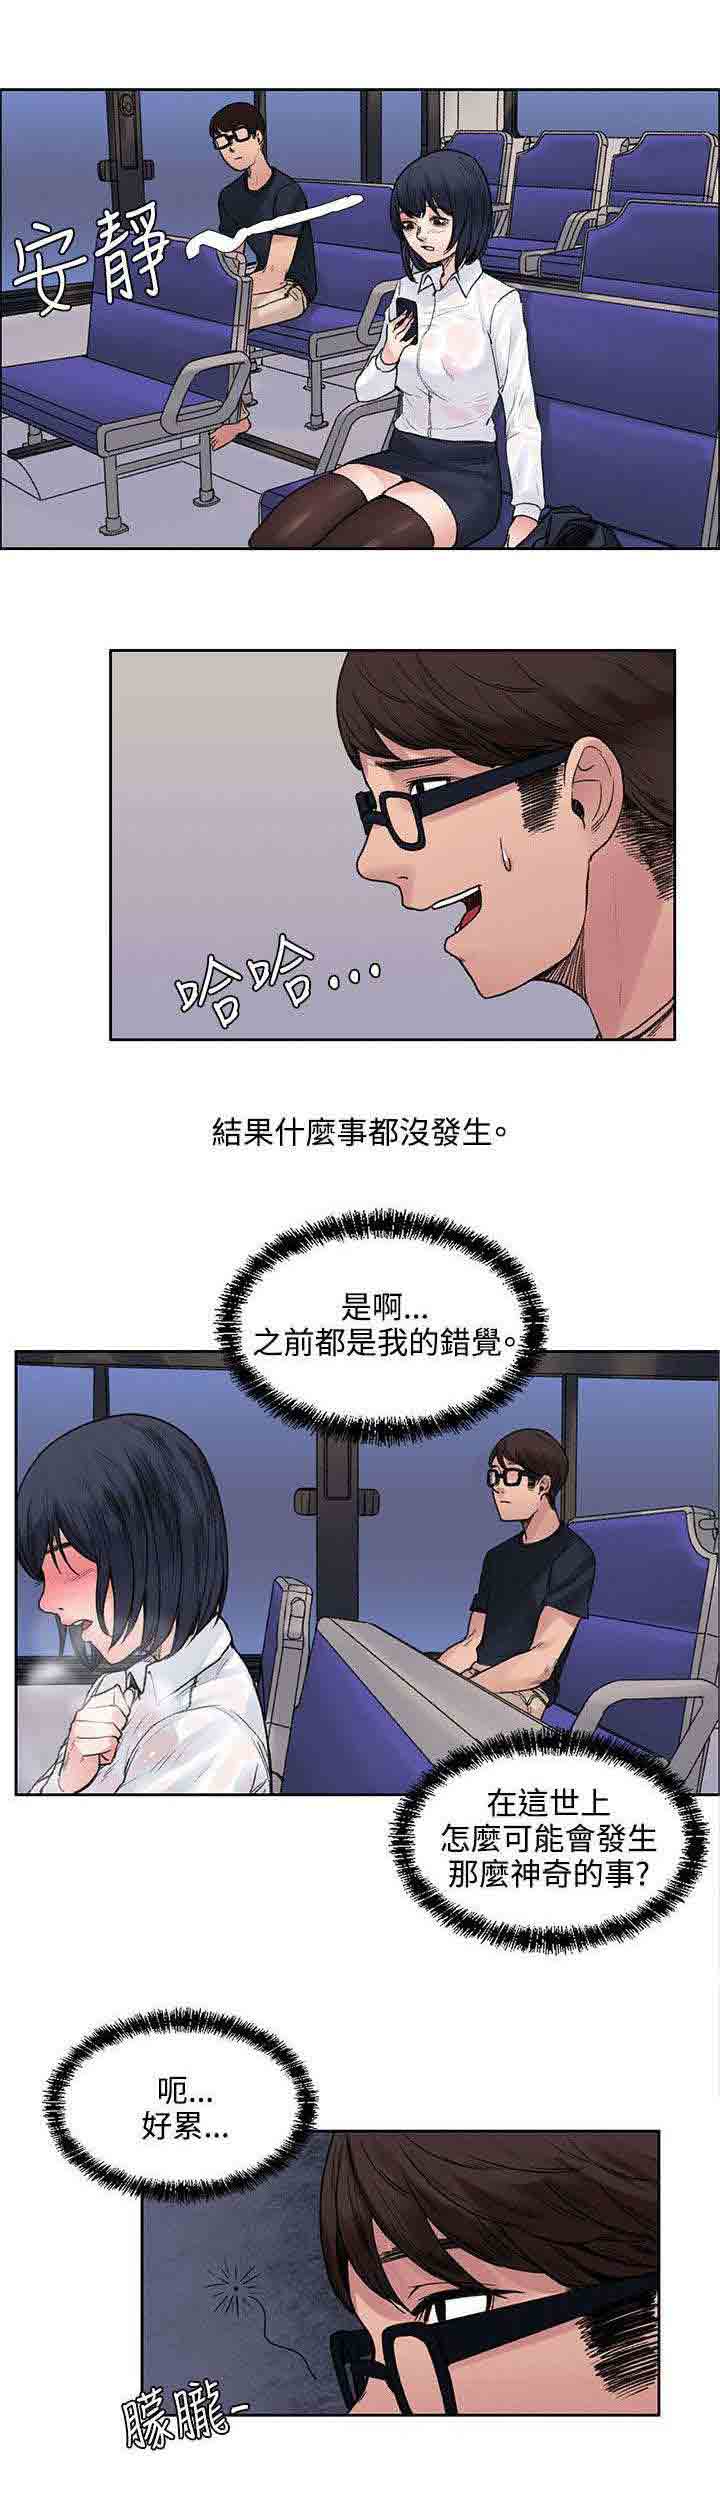 安靜
哈哈...
結果什麼事都沒發生。
是啊...
之前都是我的錯覺。
在這世上
怎麼可能會發生
那麼神奇的事?
呃...
好累...
朦朧-